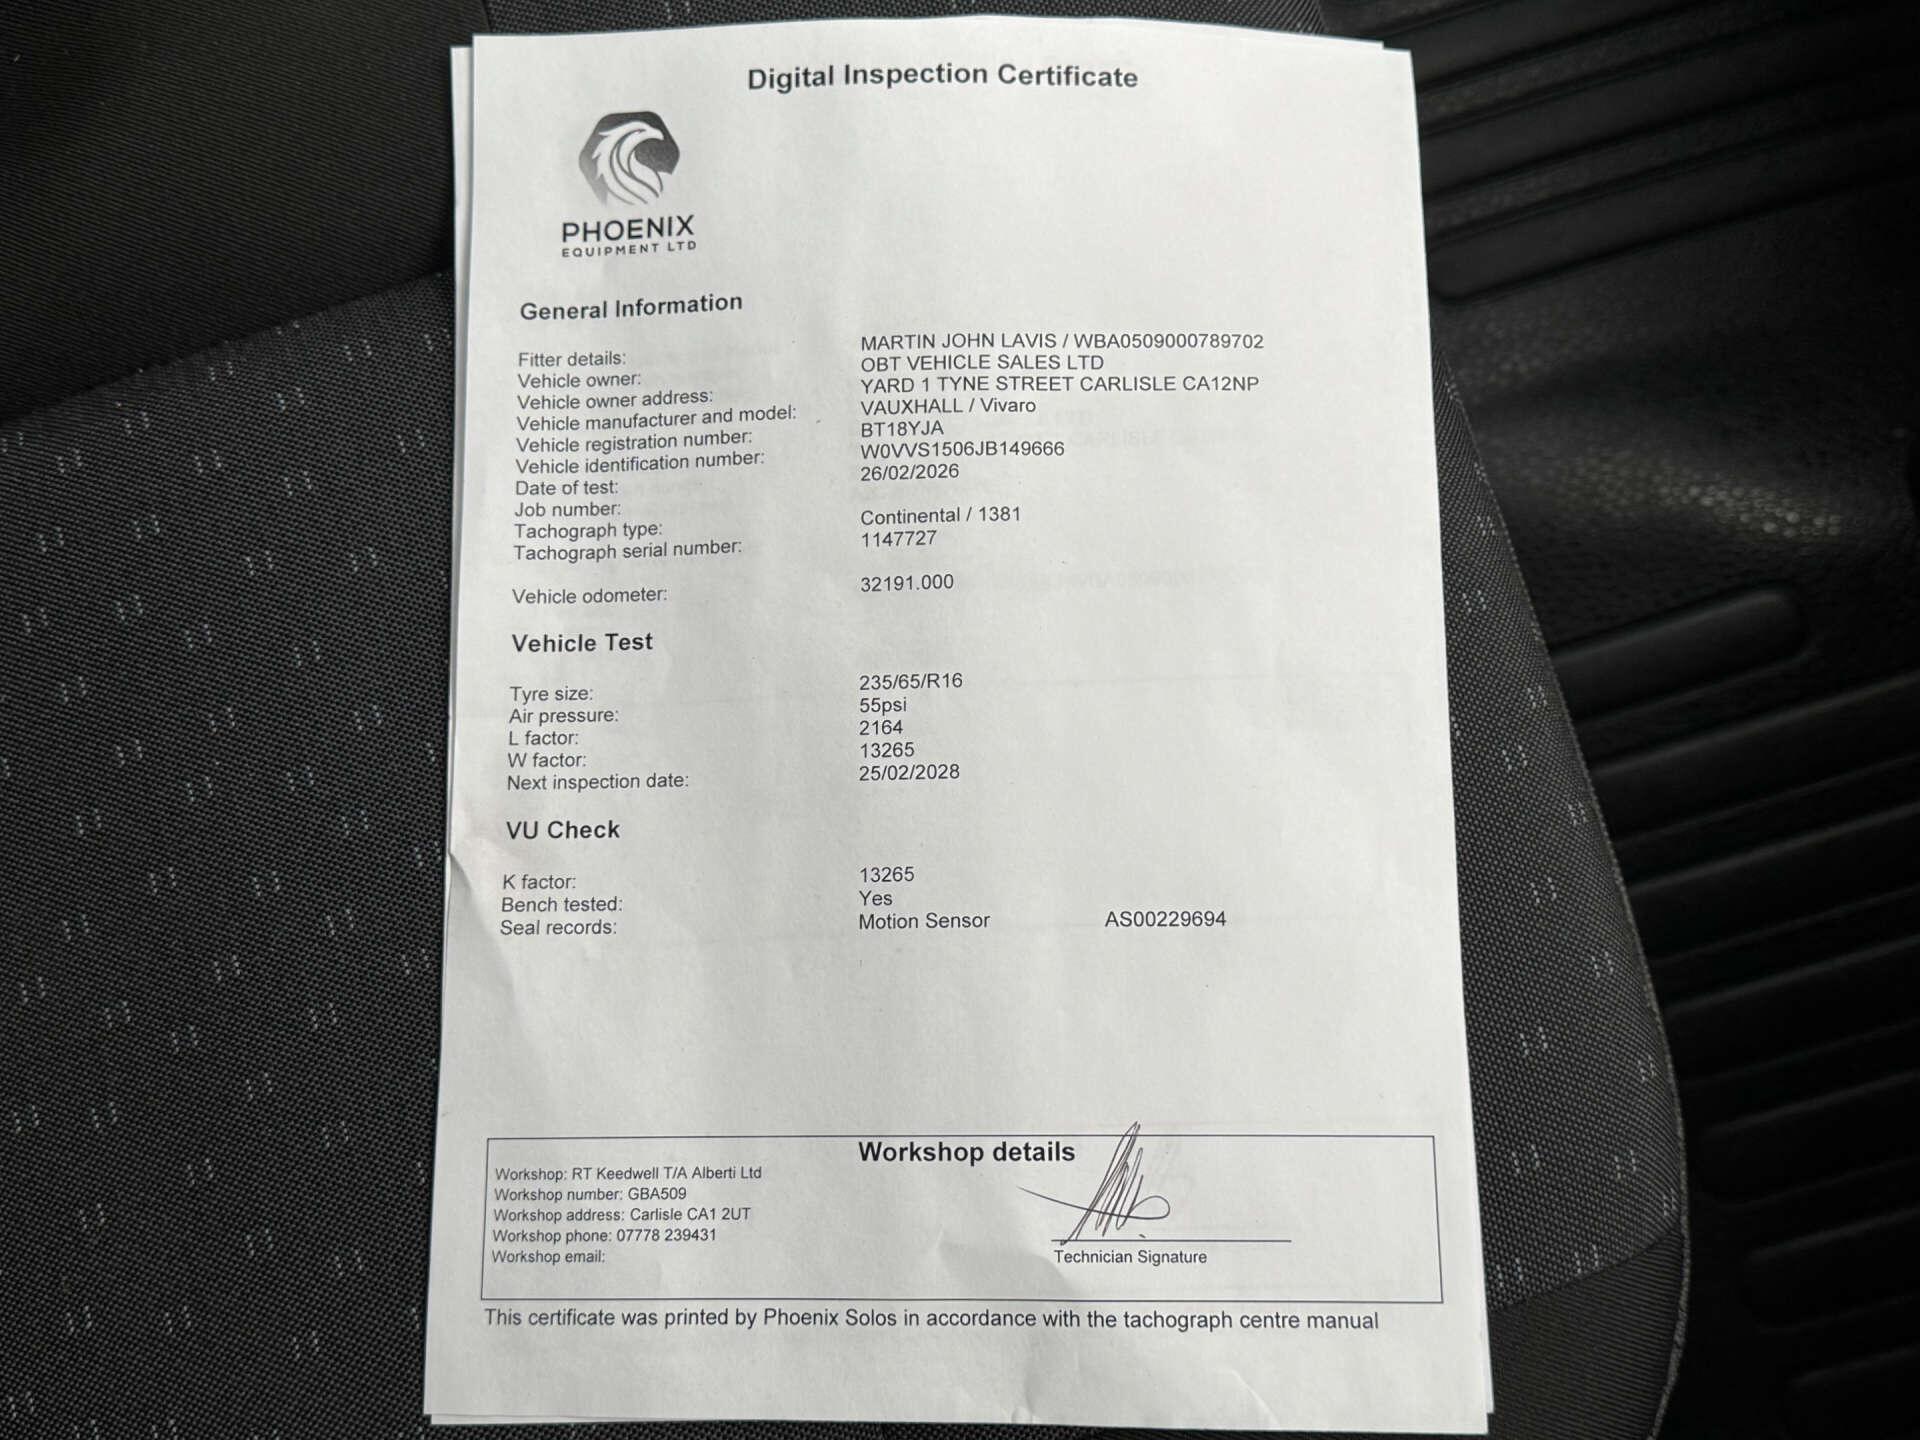 Digital Inspection Certificate
PHOENIX
EQUIPMENT LTD
General Information
Fitter details: MARTIN JOHN LAVIS / WBA0509000789702
Vehicle owner: OBT VEHICLE SALES LTD
Vehicle owner address: YARD 1 TYNE STREET CARLISLE CA12NP
Vehicle manufacturer and model: VAUXHALL / Vivaro
Vehicle registration number: BT18YJA
Vehicle identification number: W0VVS1506JB149666
Date of test: 26/02/2026
Job number:
Tachograph type: Continental / 1381
Tachograph serial number: 1147727
Vehicle odometer: 32191.000
Vehicle Test
Tyre size: 235/65/R16
Air pressure: 55psi
L factor: 2164
W factor: 13265
Next inspection date: 25/02/2028
VU Check
K factor: 13265
Bench tested: Yes
Seal records: Motion Sensor AS00229694
Workshop details
Workshop: RT Keedwell T/A Alberti Ltd
Workshop number: GBA509
Workshop address: Carlisle CA1 2UT
Workshop phone: 07778 239431
Workshop email:
Technician Signature
This certificate was printed by Phoenix Solos in accordance with the tachograph centre manual